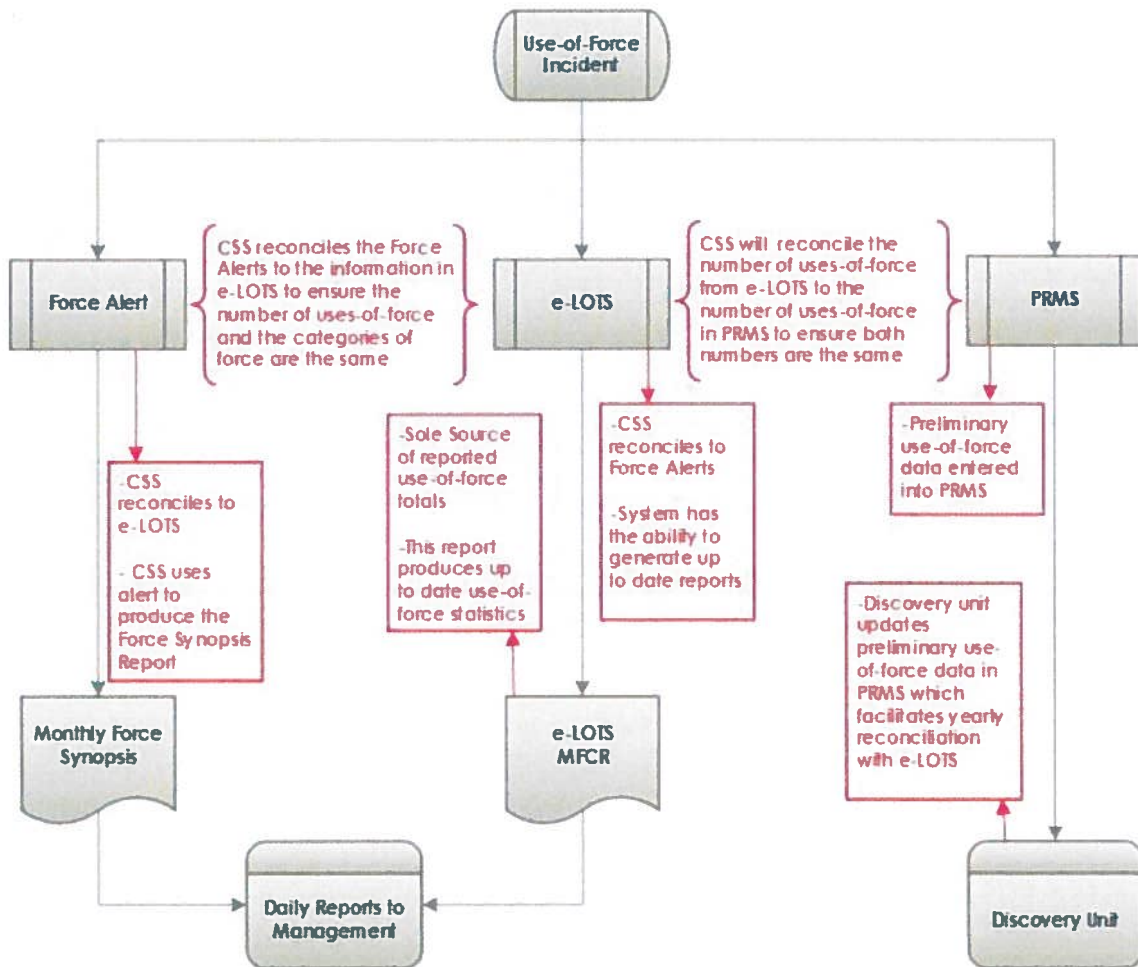 Use-of-Force
Incident
Force Alert
CSS reconciles the Force
Alerts to the information in
e-LOTS to ensure the
number of uses-of-force
and the categories of
force are the same
e-LOTS
CSS will reconcile the
number of uses-of-force
from e-LOTS to the
number of uses-of-force
in PRMS to ensure both
numbers are the same
PRMS
-CSS
reconciles to
e-LOTS
- CSS uses
alert to
produce the
Force Synopsis
Report
-Sole Source
of reported
use-of-force
totals
-This report
produces up
to date use-of-
force statistics
-CSS
reconciles to
Force Alerts
-System has
the ability to
generate up
to date reports
-Preliminary
use-of-force
data entered
into PRMS
-Discovery unit
updates
preliminary use-
of-force data in
PRMS which
facilitates yearly
reconciliation
with e-LOTS
Monthly Force
Synopsis
e-LOTS
MFCR
Daily Reports to
Management
Discovery Unit